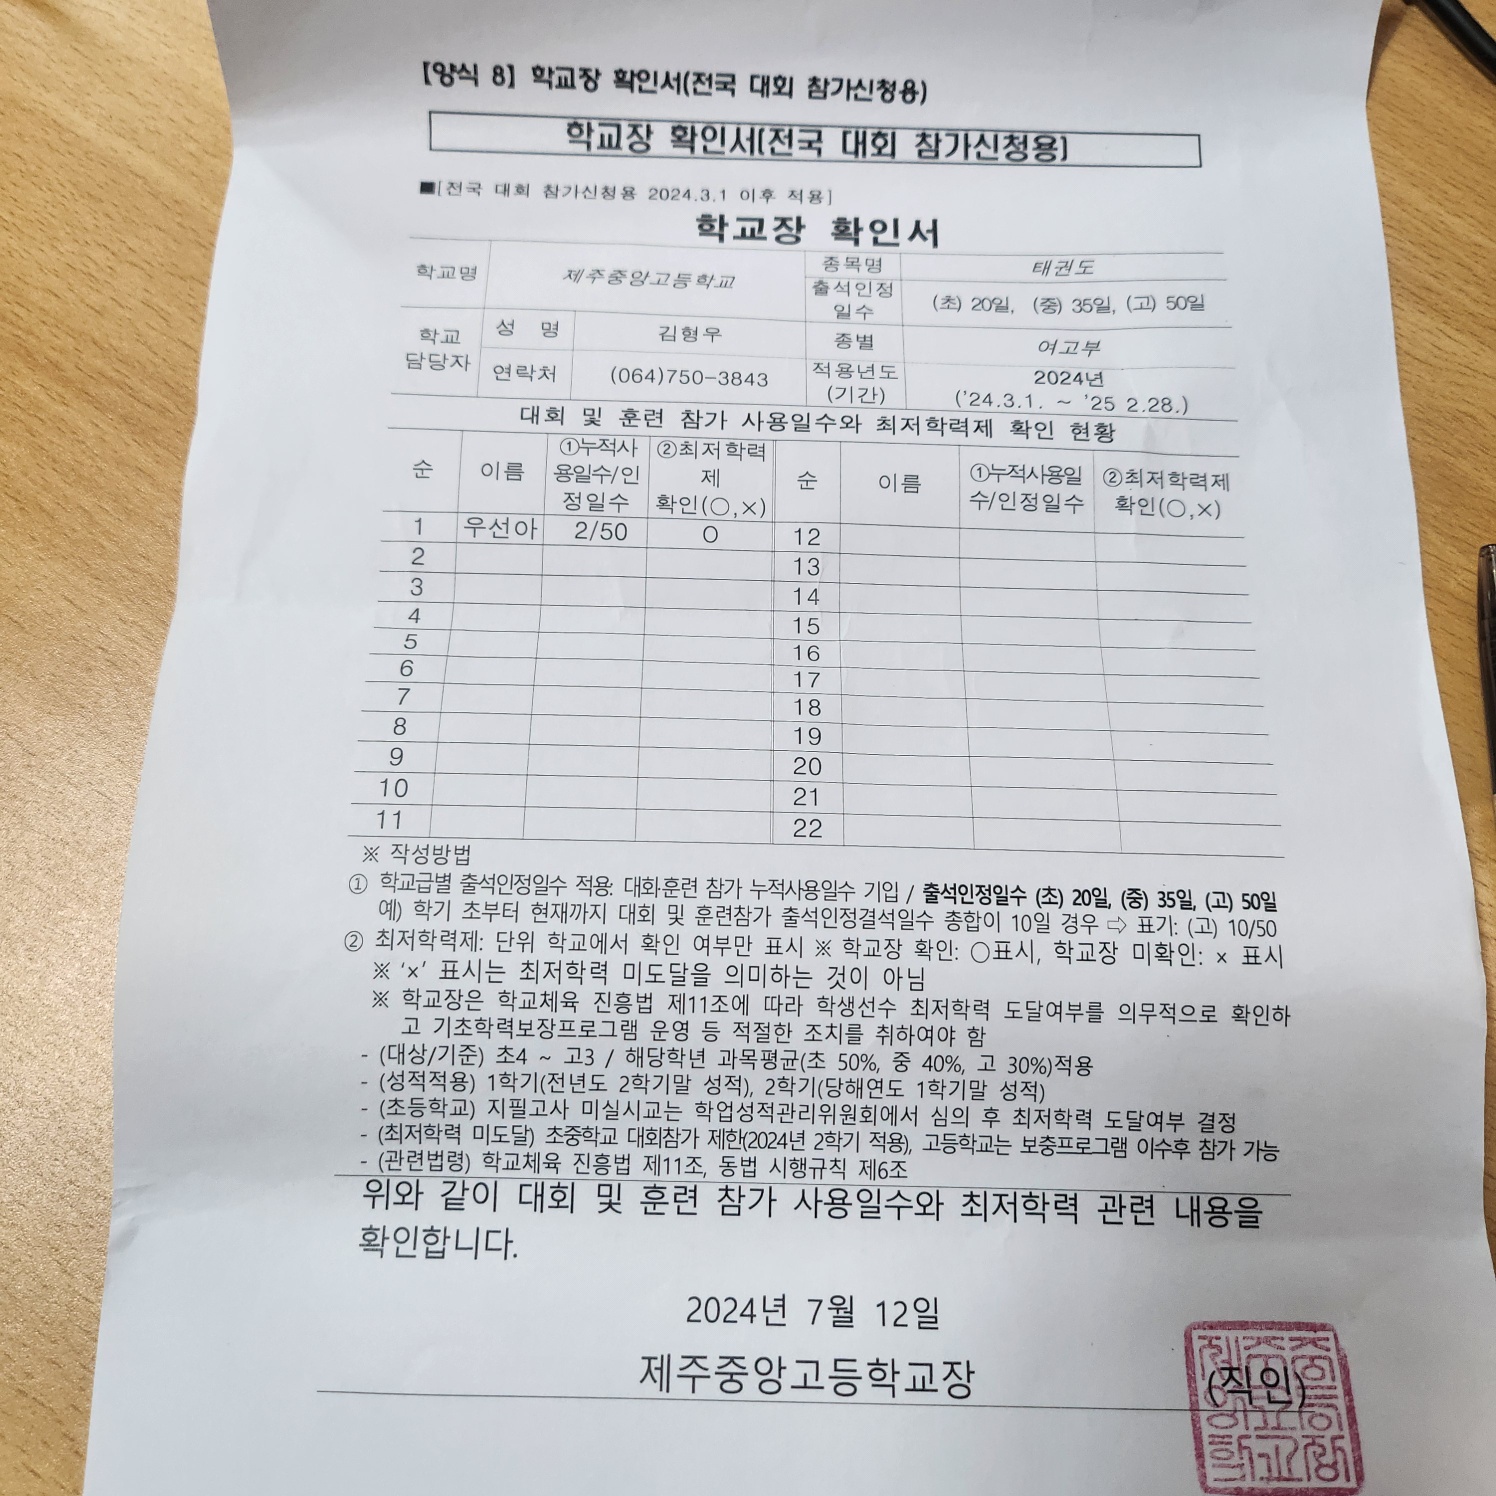 [양식 8] 학교장 확인서(전국 대회 참가신청용)
학교장 확인서(전국 대회 참가신청용)
■[전국 대회 참가신청용 2024.3.1 이후 적용]
학교장 확인서
학교명 제주중앙고등학교 종목명 태권도
출석인정 일수 (초) 20일, (중) 35일, (고) 50일
학교 담당자 성 명 김형우 종별 여고부
연락처 (064)750-3843 적용년도 (기간) 2024년 ('24.3.1. ~ '25 2.28.)
대회 및 훈련 참가 사용일수와 최저학력제 확인 현황
순 이름 ①누적사용일수/인정일수 ②최저학력제 확인(○,×) 순 이름 ①누적사용일수/인정일수 ②최저학력제 확인(○,×)
1 우선아 2/50 O 12
2 13
3 14
4 15
5 16
6 17
7 18
8 19
9 20
10 21
11 22
※ 작성방법
① 학교급별 출석인정일수 적용: 대회·훈련 참가 누적사용일수 기입 / 출석인정일수 (초) 20일, (중) 35일, (고) 50일
예) 학기 초부터 현재까지 대회 및 훈련참가 출석인정결석일수 총합이 10일 경우 ⇨ 표기: (고) 10/50
② 최저학력제: 단위 학교에서 확인 여부만 표시 ※ 학교장 확인: ○표시, 학교장 미확인: × 표시
※ '×' 표시는 최저학력 미도달을 의미하는 것이 아님
※ 학교장은 학교체육 진흥법 제11조에 따라 학생선수 최저학력 도달여부를 의무적으로 확인하
고 기초학력보장프로그램 운영 등 적절한 조치를 취하여야 함
- (대상/기준) 초4 ~ 고3 / 해당학년 과목평균(초 50%, 중 40%, 고 30%)적용
- (성적적용) 1학기(전년도 2학기말 성적), 2학기(당해연도 1학기말 성적)
- (초등학교) 지필고사 미실시교는 학업성적관리위원회에서 심의 후 최저학력 도달여부 결정
- (최저학력 미도달) 초중학교 대회참가 제한(2024년 2학기 적용), 고등학교는 보충프로그램 이수후 참가 가능
- (관련법령) 학교체육 진흥법 제11조, 동법 시행규칙 제6조
위와 같이 대회 및 훈련 참가 사용일수와 최저학력 관련 내용을
확인합니다.
2024년 7월 12일
제주중앙고등학교장 (직인)
제주중
앙고등
학교장